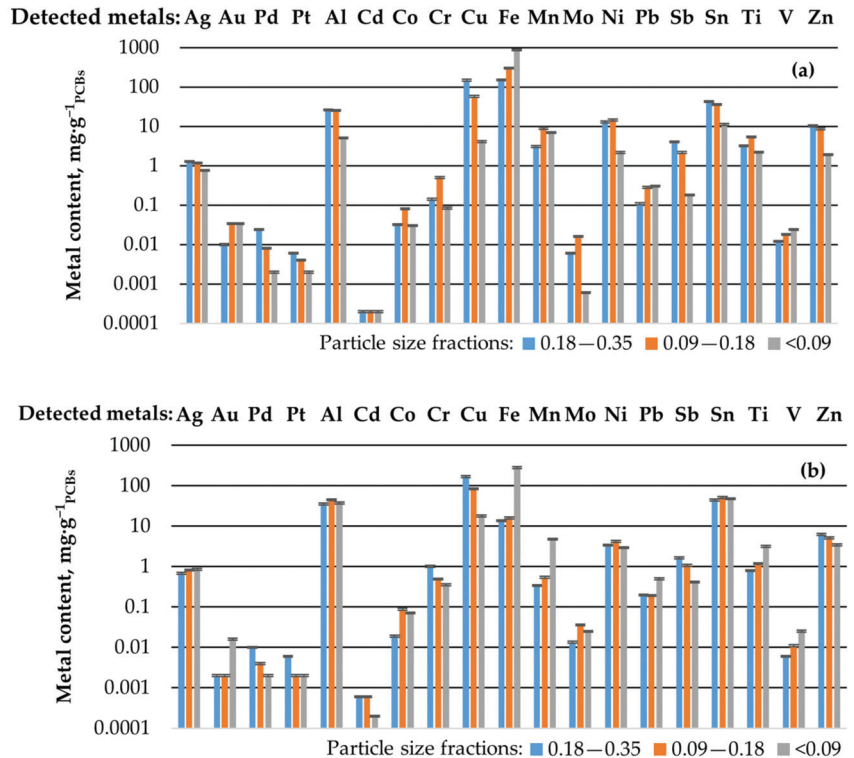 Detected metals: Ag Au Pd Pt Al Cd Co Cr Cu Fe Mn Mo Ni Pb Sb Sn Ti V Zn
Metal content, mg·g⁻¹PCBs
1000
100
10
1
0.1
0.01
0.001
0.0001
(a)
Particle size fractions: 0.18—0.35 0.09—0.18 <0.09
Detected metals: Ag Au Pd Pt Al Cd Co Cr Cu Fe Mn Mo Ni Pb Sb Sn Ti V Zn
Metal content, mg·g⁻¹PCBs
1000
100
10
1
0.1
0.01
0.001
0.0001
(b)
Particle size fractions: 0.18—0.35 0.09—0.18 <0.09